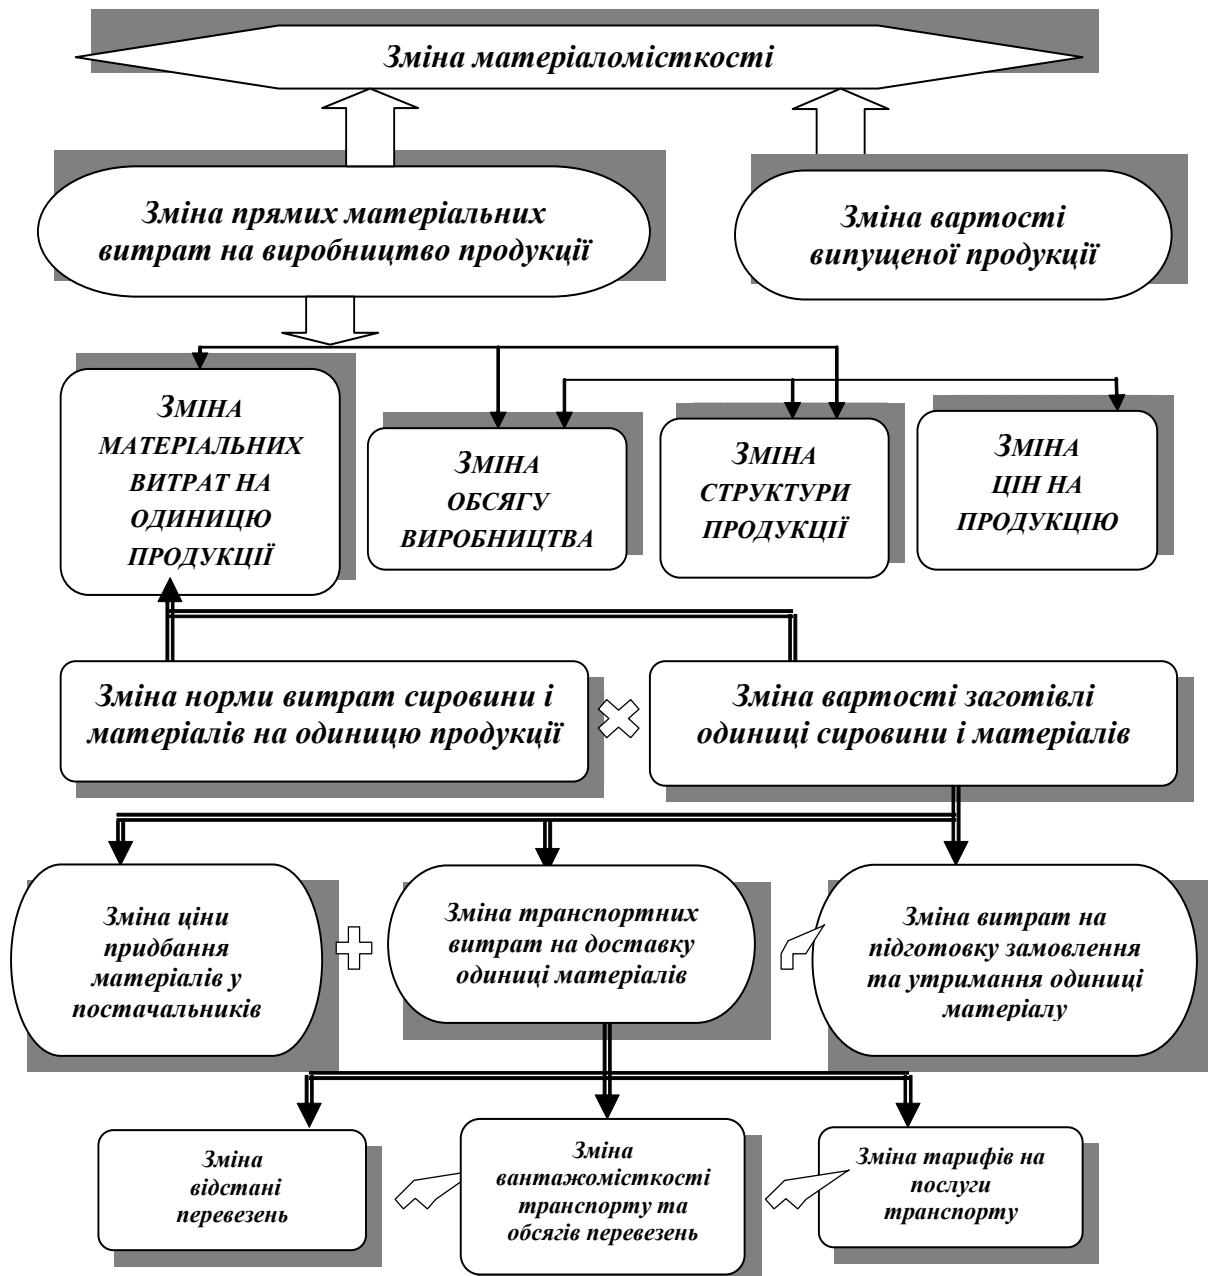 Зміна матеріаломісткості
Зміна прямих матеріальних
витрат на виробництво продукції
Зміна вартості
випущеної продукції
ЗМІНА
МАТЕРІАЛЬНИХ
ВИТРАТ НА
ОДИНИЦЮ
ПРОДУКЦІЇ
ЗМІНА
ОБСЯГУ
ВИРОБНИЦТВА
ЗМІНА
СТРУКТУРИ
ПРОДУКЦІЇ
ЗМІНА
ЦІН НА
ПРОДУКЦІЮ
Зміна норми витрат сировини і
матеріалів на одиницю продукції
Зміна вартості заготівлі
одиниці сировини і матеріалів
Зміна ціни
придбання
матеріалів у
постачальників
Зміна транспортних
витрат на доставку
одиниці матеріалів
Зміна витрат на
підготовку замовлення
та утримання одиниці
матеріалу
Зміна
відстані
перевезень
Зміна
вантажомісткості
транспорту та
обсягів перевезень
Зміна тарифів на
послуги
транспорту